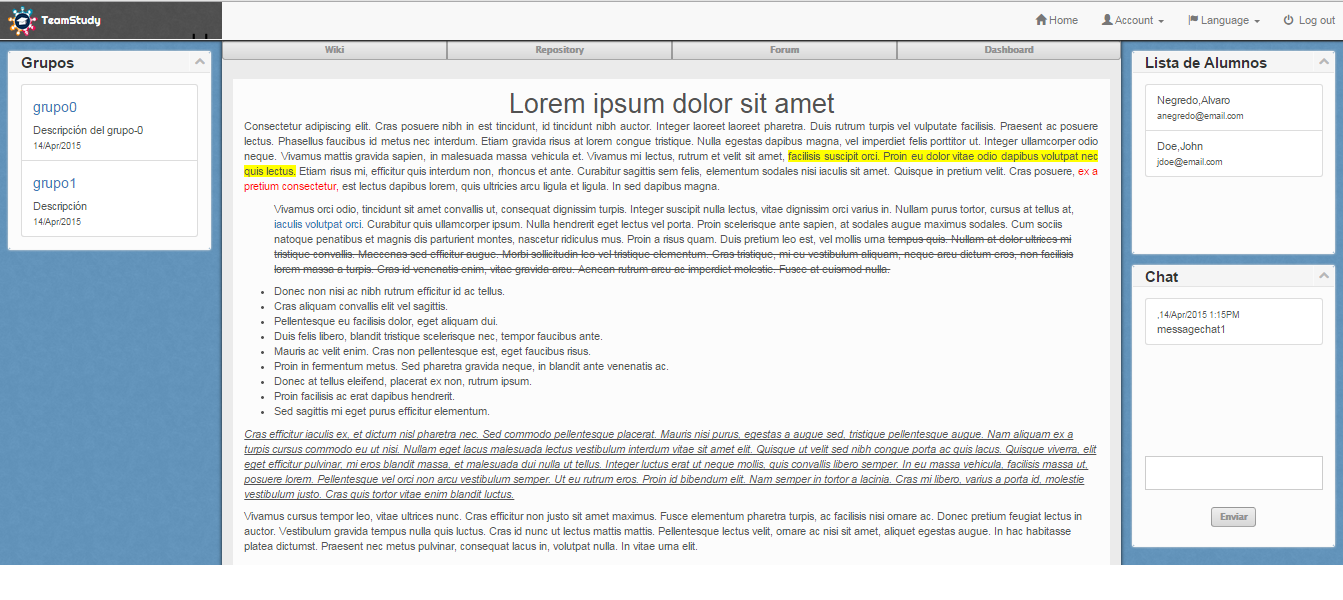 TeamStudy
Home Account Language Log out
Wiki Repository Forum Dashboard
Grupos
grupo0
Descripción del grupo-0
14/Apr/2015
grupo1
Descripción
14/Apr/2015
Lorem ipsum dolor sit amet
Consectetur adipiscing elit. Cras posuere nibh in est tincidunt, id tincidunt nibh auctor. Integer laoreet laoreet pharetra. Duis rutrum turpis vel vulputate facilisis. Praesent ac posuere
lectus. Phasellus faucibus id metus nec interdum. Etiam gravida risus at lorem congue tristique. Nulla egestas dapibus magna, vel imperdiet felis porttitor ut. Integer ullamcorper odio
neque. Vivamus mattis gravida sapien, in malesuada massa vehicula et. Vivamus mi lectus, rutrum et velit sit amet, facilisis suscipit orci. Proin eu dolor vitae odio dapibus volutpat nec
quis lectus. Etiam risus mi, efficitur quis interdum non, rhoncus et ante. Curabitur sagittis sem felis, elementum sodales nisi iaculis sit amet. Quisque in pretium velit. Cras posuere, ex a
pretium consectetur, est lectus dapibus lorem, quis ultricies arcu ligula et ligula. In sed dapibus magna.
Vivamus orci odio, tincidunt sit amet convallis ut, consequat dignissim turpis. Integer suscipit nulla lectus, vitae dignissim orci varius in. Nullam purus tortor, cursus at tellus at,
iaculis volutpat orci. Curabitur quis ullamcorper ipsum. Nulla hendrerit eget lectus vel porta. Proin scelerisque ante sapien, at sodales augue maximus sodales. Cum sociis
natoque penatibus et magnis dis parturient montes, nascetur ridiculus mus. Proin a risus quam. Duis pretium leo est, vel mollis urna tempus quis. Nullam at dolor ultrices mi
tristique convallis. Maecenas sed efficitur augue. Morbi sollicitudin leo vel tristique elementum. Cras tristique, mi eu vestibulum aliquam, neque arcu dictum eros, non facilisis
lorem massa a turpis. Cras id venenatis enim, vitae gravida arcu. Aenean rutrum arcu ac imperdiet molestie. Fusce at euismod nulla.
Donec non nisi ac nibh rutrum efficitur id ac tellus.
Cras aliquam convallis elit vel sagittis.
Pellentesque eu facilisis dolor, eget aliquam dui.
Duis felis libero, blandit tristique scelerisque nec, tempor faucibus ante.
Mauris ac velit enim. Cras non pellentesque est, eget faucibus risus.
Proin in fermentum metus. Sed pharetra gravida neque, in blandit ante venenatis ac.
Donec at tellus eleifend, placerat ex non, rutrum ipsum.
Proin facilisis ac erat dapibus hendrerit.
Sed sagittis mi eget purus efficitur elementum.
Cras efficitur iaculis ex, et dictum nisl pharetra nec. Sed commodo pellentesque placerat. Mauris nisi purus, egestas a augue sed, tristique pellentesque augue. Nam aliquam ex a
turpis cursus commodo eu ut nisi. Nullam eget lacus malesuada lectus vestibulum interdum vitae sit amet elit. Quisque ut velit sed nibh congue porta ac quis lacus. Quisque viverra, elit
eget efficitur pulvinar, mi eros blandit massa, et malesuada dui nulla ut tellus. Integer luctus erat ut neque mollis, quis convallis libero semper. In eu massa vehicula, facilisis massa ut,
posuere lorem. Pellentesque vel orci non arcu vestibulum semper. Ut eu rutrum eros. Proin id bibendum elit. Nam semper in tortor a lacinia. Cras mi libero, varius a porta id, molestie
vestibulum justo. Cras quis tortor vitae enim blandit luctus.
Vivamus cursus tempor leo, vitae ultrices nunc. Cras efficitur non justo sit amet maximus. Fusce elementum pharetra turpis, ac facilisis nisi ornare ac. Donec pretium feugiat lectus in
auctor. Vestibulum gravida tempus nulla quis luctus. Cras id nunc ut lectus mattis mattis. Pellentesque lectus velit, ornare ac nisi sit amet, aliquet egestas augue. In hac habitasse
platea dictumst. Praesent nec metus pulvinar, consequat lacus in, volutpat nulla. In vitae urna elit.
Lista de Alumnos
Negredo,Alvaro
anegredo@email.com
Doe,John
jdoe@email.com
Chat
,14/Apr/2015 1:15PM
messagechat1
Enviar